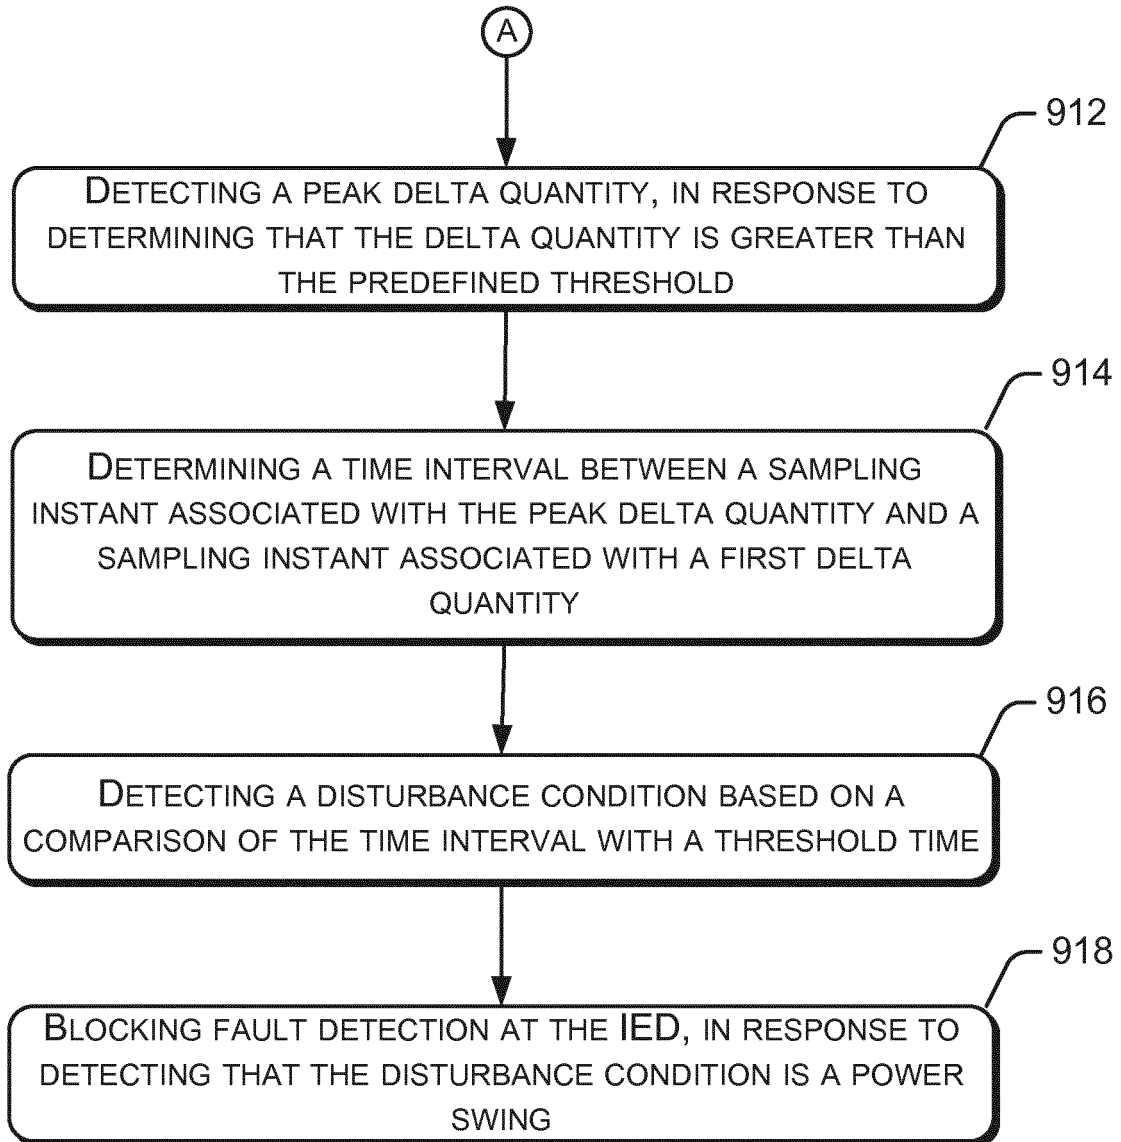 A
912
DETECTING A PEAK DELTA QUANTITY, IN RESPONSE TO
DETERMINING THAT THE DELTA QUANTITY IS GREATER THAN
THE PREDEFINED THRESHOLD
914
DETERMINING A TIME INTERVAL BETWEEN A SAMPLING
INSTANT ASSOCIATED WITH THE PEAK DELTA QUANTITY AND A
SAMPLING INSTANT ASSOCIATED WITH A FIRST DELTA
QUANTITY
916
DETECTING A DISTURBANCE CONDITION BASED ON A
COMPARISON OF THE TIME INTERVAL WITH A THRESHOLD TIME
918
BLOCKING FAULT DETECTION AT THE IED, IN RESPONSE TO
DETECTING THAT THE DISTURBANCE CONDITION IS A POWER
SWING